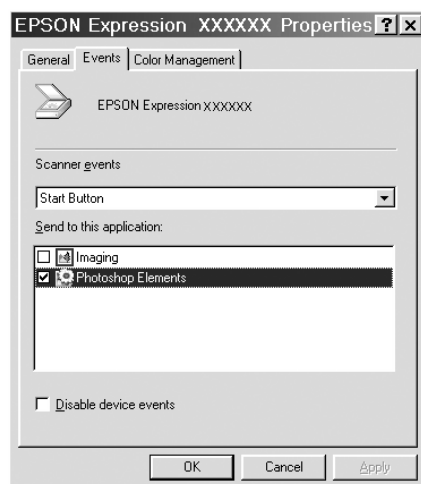 EPSON Expression XXXXXX Properties ? ×
General Events Color Management
EPSON Expression XXXXXX
Scanner events
Start Button
Send to this application:
Imaging
Photoshop Elements
Disable device events
OK Cancel Apply